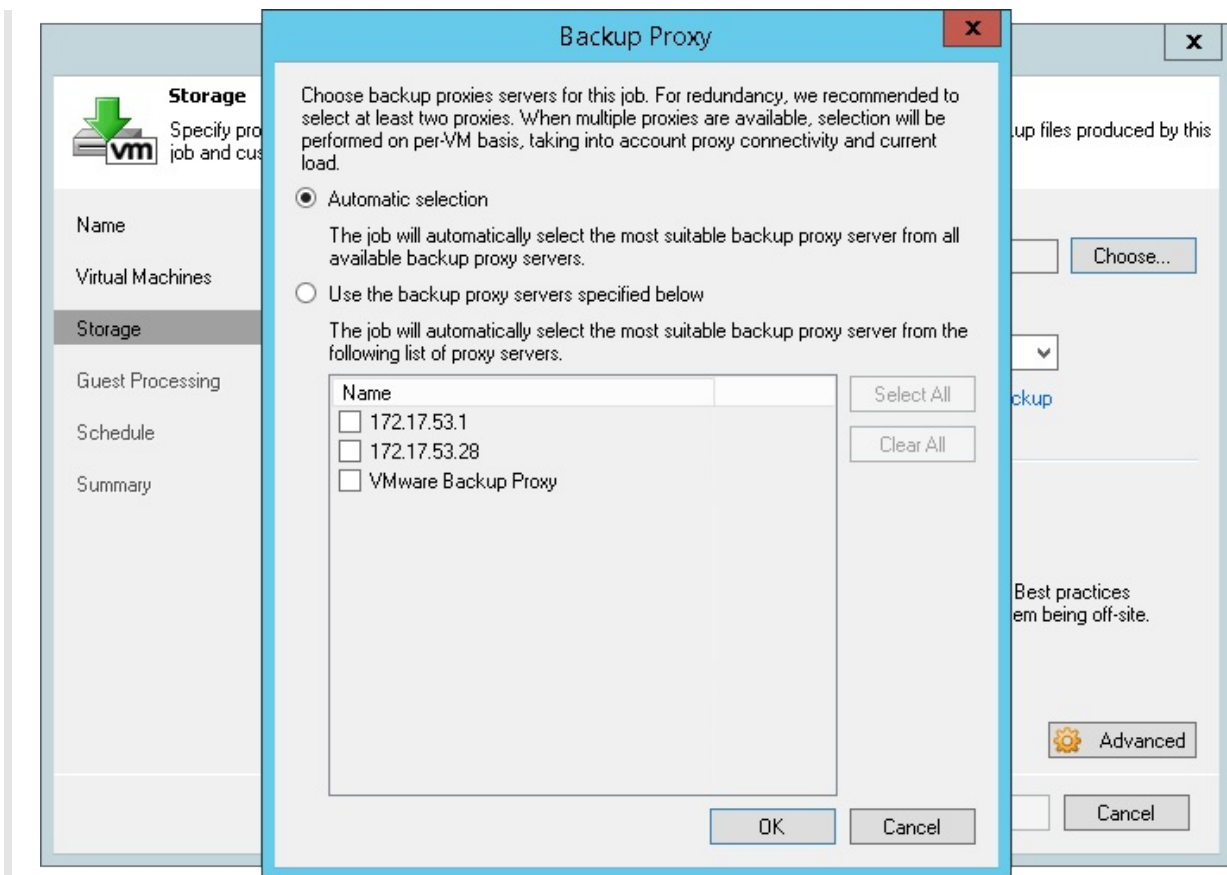 Backup Proxy
x
x
Storage
Specify pro
job and cus
vm
.up files produced by this
Choose backup proxies servers for this job. For redundancy, we recommended to
select at least two proxies. When multiple proxies are available, selection will be
performed on per-VM basis, taking into account proxy connectivity and current
load.
Automatic selection
The job will automatically select the most suitable backup proxy server from all
available backup proxy servers.
Use the backup proxy servers specified below
The job will automatically select the most suitable backup proxy server from the
following list of proxy servers.
Name
172.17.53.1
172.17.53.28
VMware Backup Proxy
Select All
Clear All
OK
Cancel
Name
Virtual Machines
Storage
Guest Processing
Schedule
Summary
Choose...
ckup
Best practices
em being off-site.
Advanced
Cancel